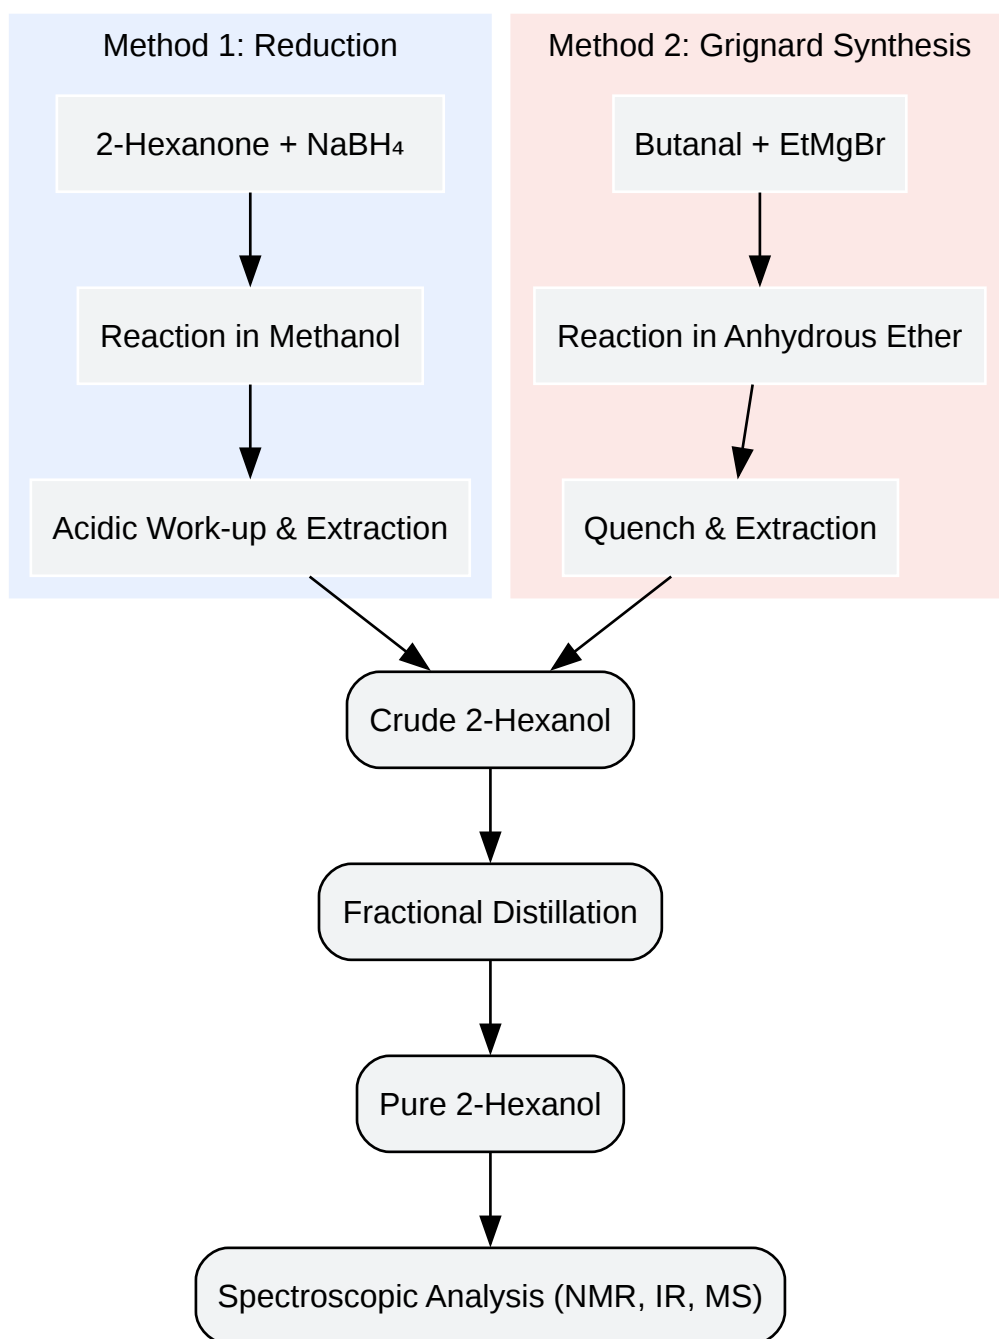 Method 1: Reduction
2-Hexanone + NaBH₄
Reaction in Methanol
Acidic Work-up & Extraction
Method 2: Grignard Synthesis
Butanal + EtMgBr
Reaction in Anhydrous Ether
Quench & Extraction
Crude 2-Hexanol
Fractional Distillation
Pure 2-Hexanol
Spectroscopic Analysis (NMR, IR, MS)